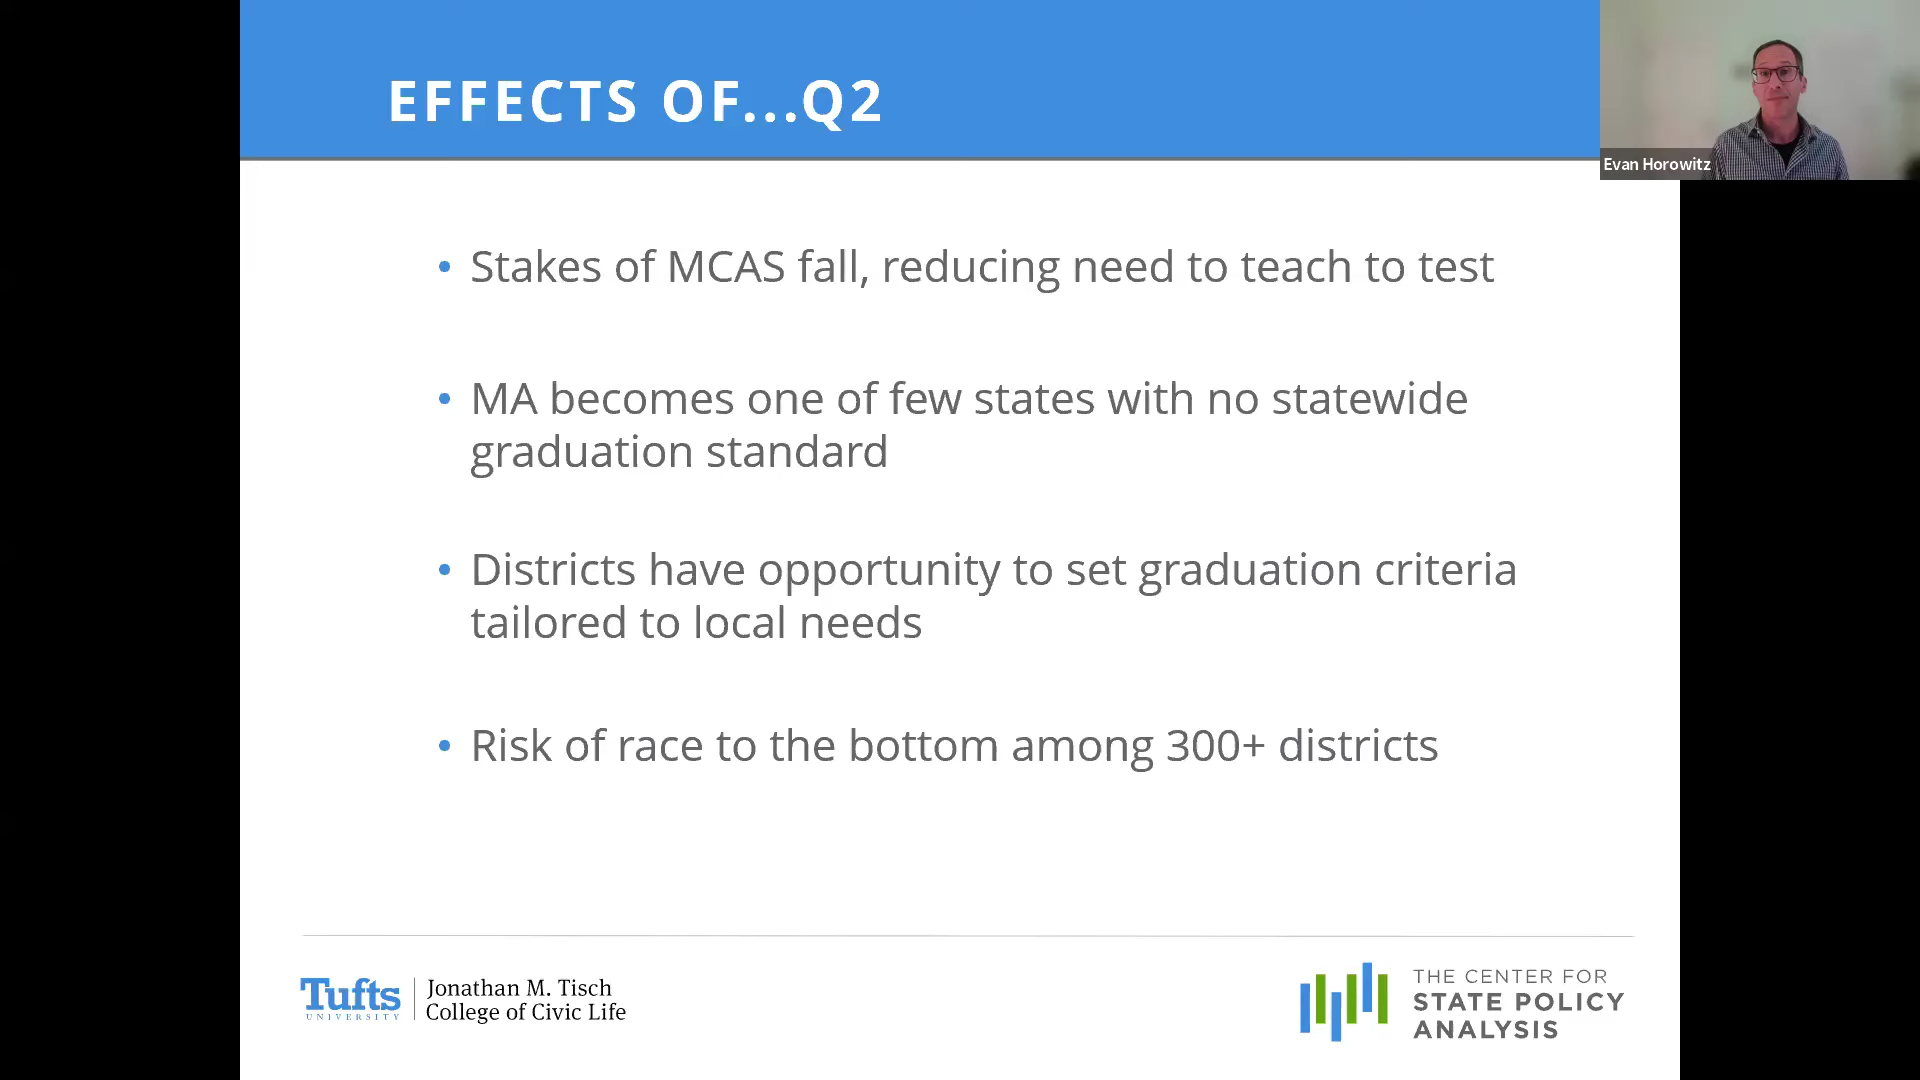 EFFECTS OF...Q2
Evan Horowitz
• Stakes of MCAS fall, reducing need to teach to test
• MA becomes one of few states with no statewide
graduation standard
• Districts have opportunity to set graduation criteria
tailored to local needs
• Risk of race to the bottom among 300+ districts
Tufts
UNIVERSITY
Jonathan M. Tisch
College of Civic Life
THE CENTER FOR
STATE POLICY
ANALYSIS